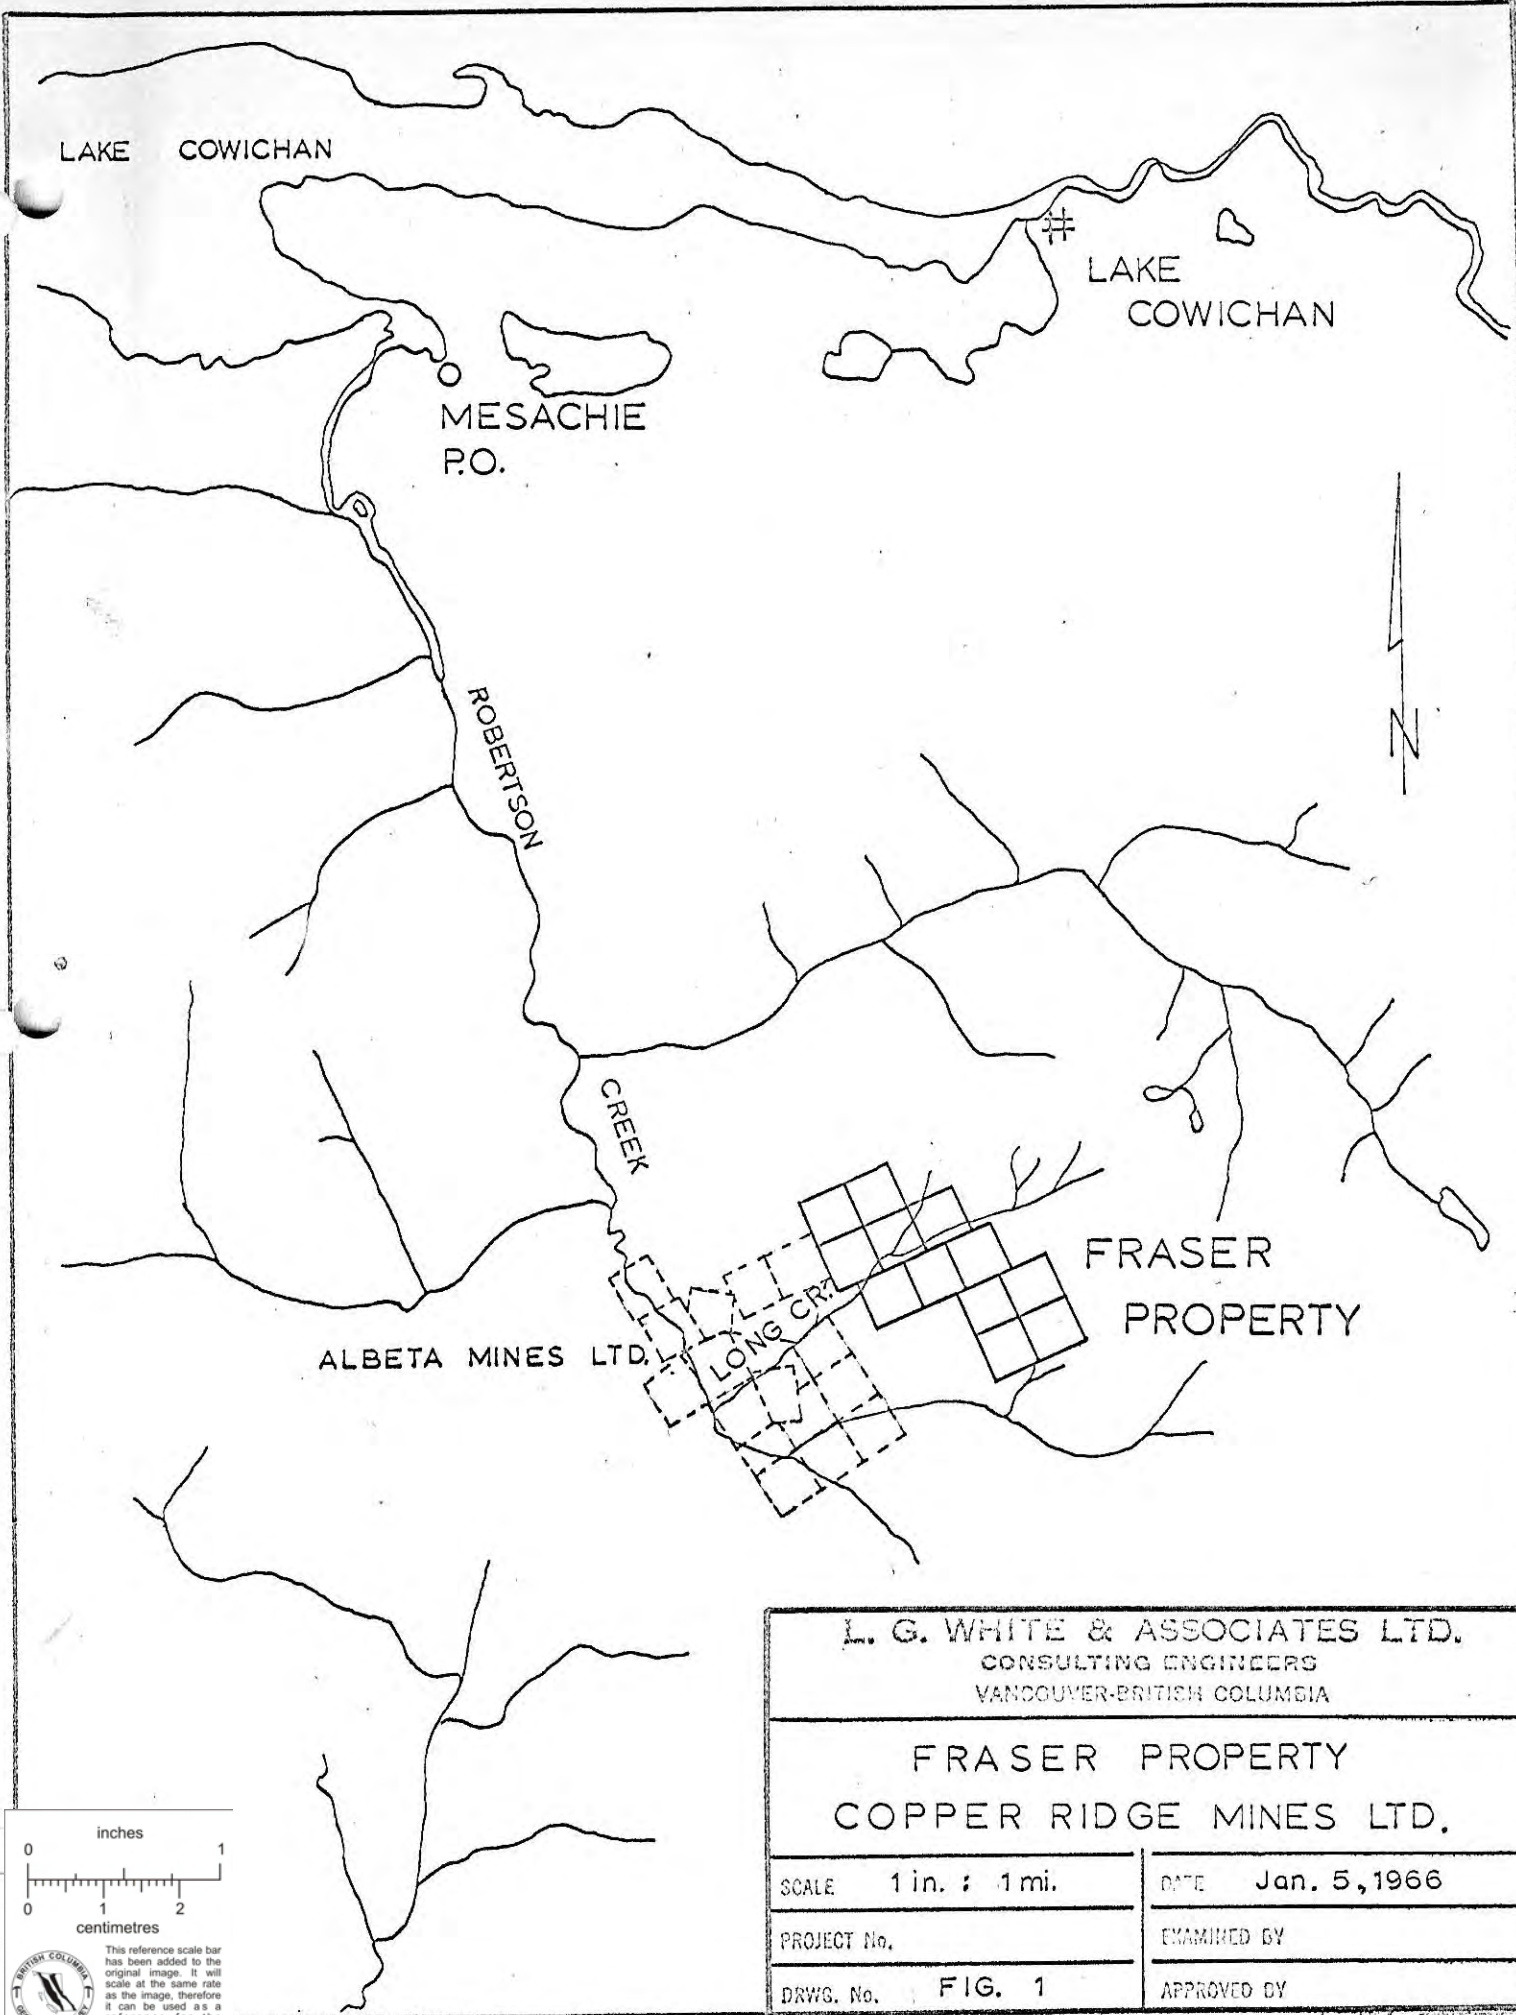 LAKE COWICHAN
LAKE
COWICHAN
MESACHIE
P.O.
N
ROBERTSON
CREEK
FRASER
PROPERTY
LONG CR.
ALBETA MINES LTD.
L. G. WHITE & ASSOCIATES LTD.
CONSULTING ENGINEERS
VANCOUVER-BRITISH COLUMBIA
FRASER PROPERTY
COPPER RIDGE MINES LTD.
SCALE 1 in. : 1 mi.
DATE Jan. 5, 1966
PROJECT No.
EXAMINED BY
DRWG. No. FIG. 1
APPROVED BY
inches
0 1
0 1 2
centimetres
BRITISH COLUMBIA
This reference scale bar
has been added to the
original image. It will
scale at the same rate
as the image, therefore
it can be used as a